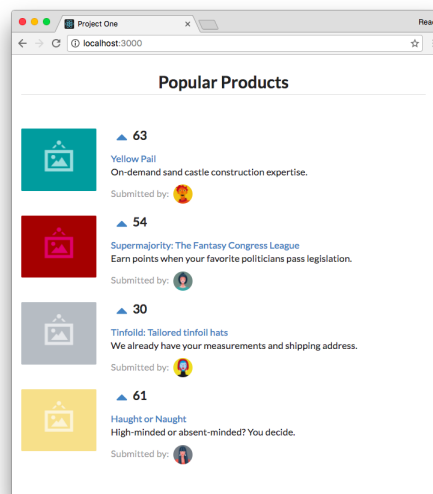 Project One
Reac
localhost:3000
Popular Products
63
Yellow Pail
On-demand sand castle construction expertise.
Submitted by:
54
Supermajority: The Fantasy Congress League
Earn points when your favorite politicians pass legislation.
Submitted by:
30
Tinfoild: Tailored tinfoil hats
We already have your measurements and shipping address.
Submitted by:
61
Haught or Naught
High-minded or absent-minded? You decide.
Submitted by: